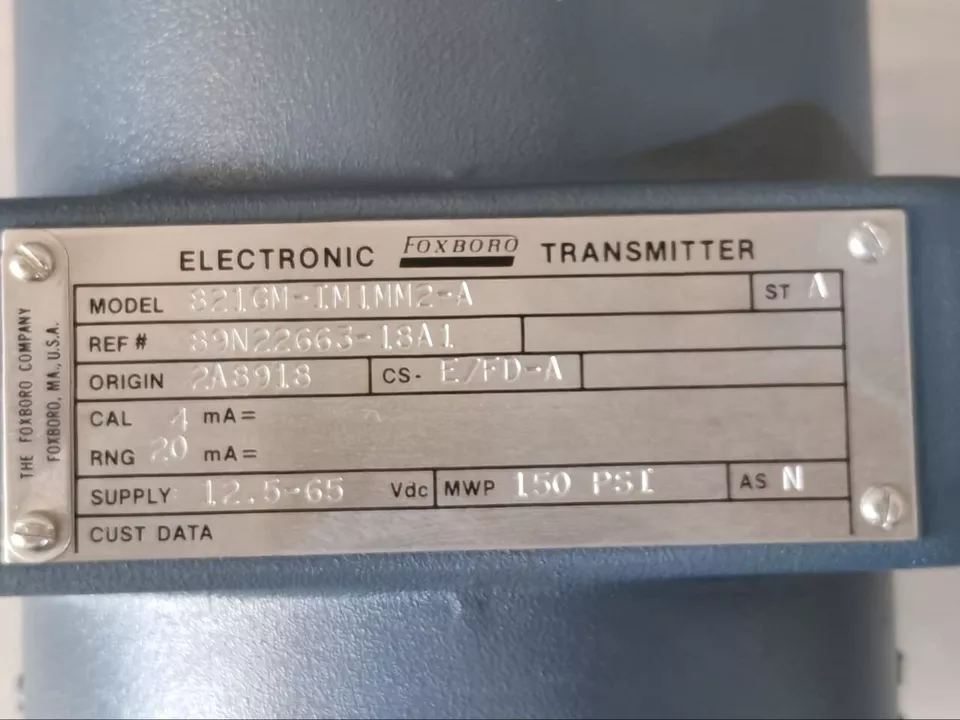 ELECTRONIC FOXBORO TRANSMITTER
MODEL 821GM-IM1MM2-A ST A
REF # 89N22663-18A1
ORIGIN 2A8918 CS- E/FD-A
CAL 4 mA=
RNG 20 mA=
SUPPLY 12.5-65 Vdc MWP 150 PSI AS N
CUST DATA
THE FOXBORO COMPANY
FOXBORO, MA., U.S.A.